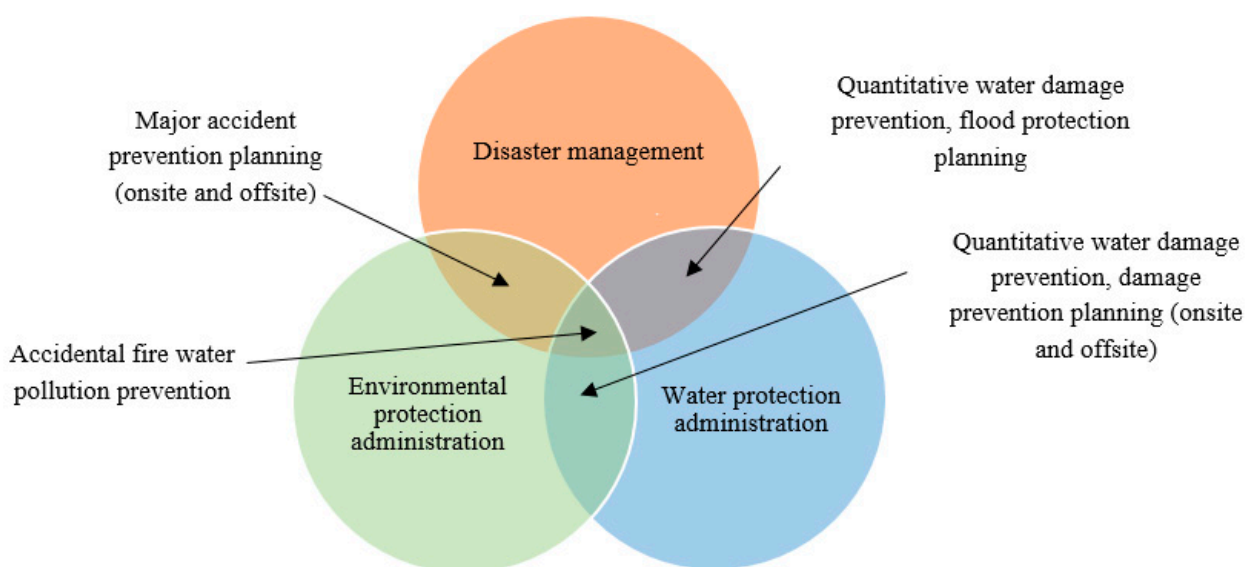 Quantitative water damage
prevention, flood protection
planning
Major accident
prevention planning
(onsite and offsite)
Disaster management
Quantitative water damage
prevention, damage
prevention planning (onsite
and offsite)
Accidental fire water
pollution prevention
Environmental
protection
administration
Water protection
administration